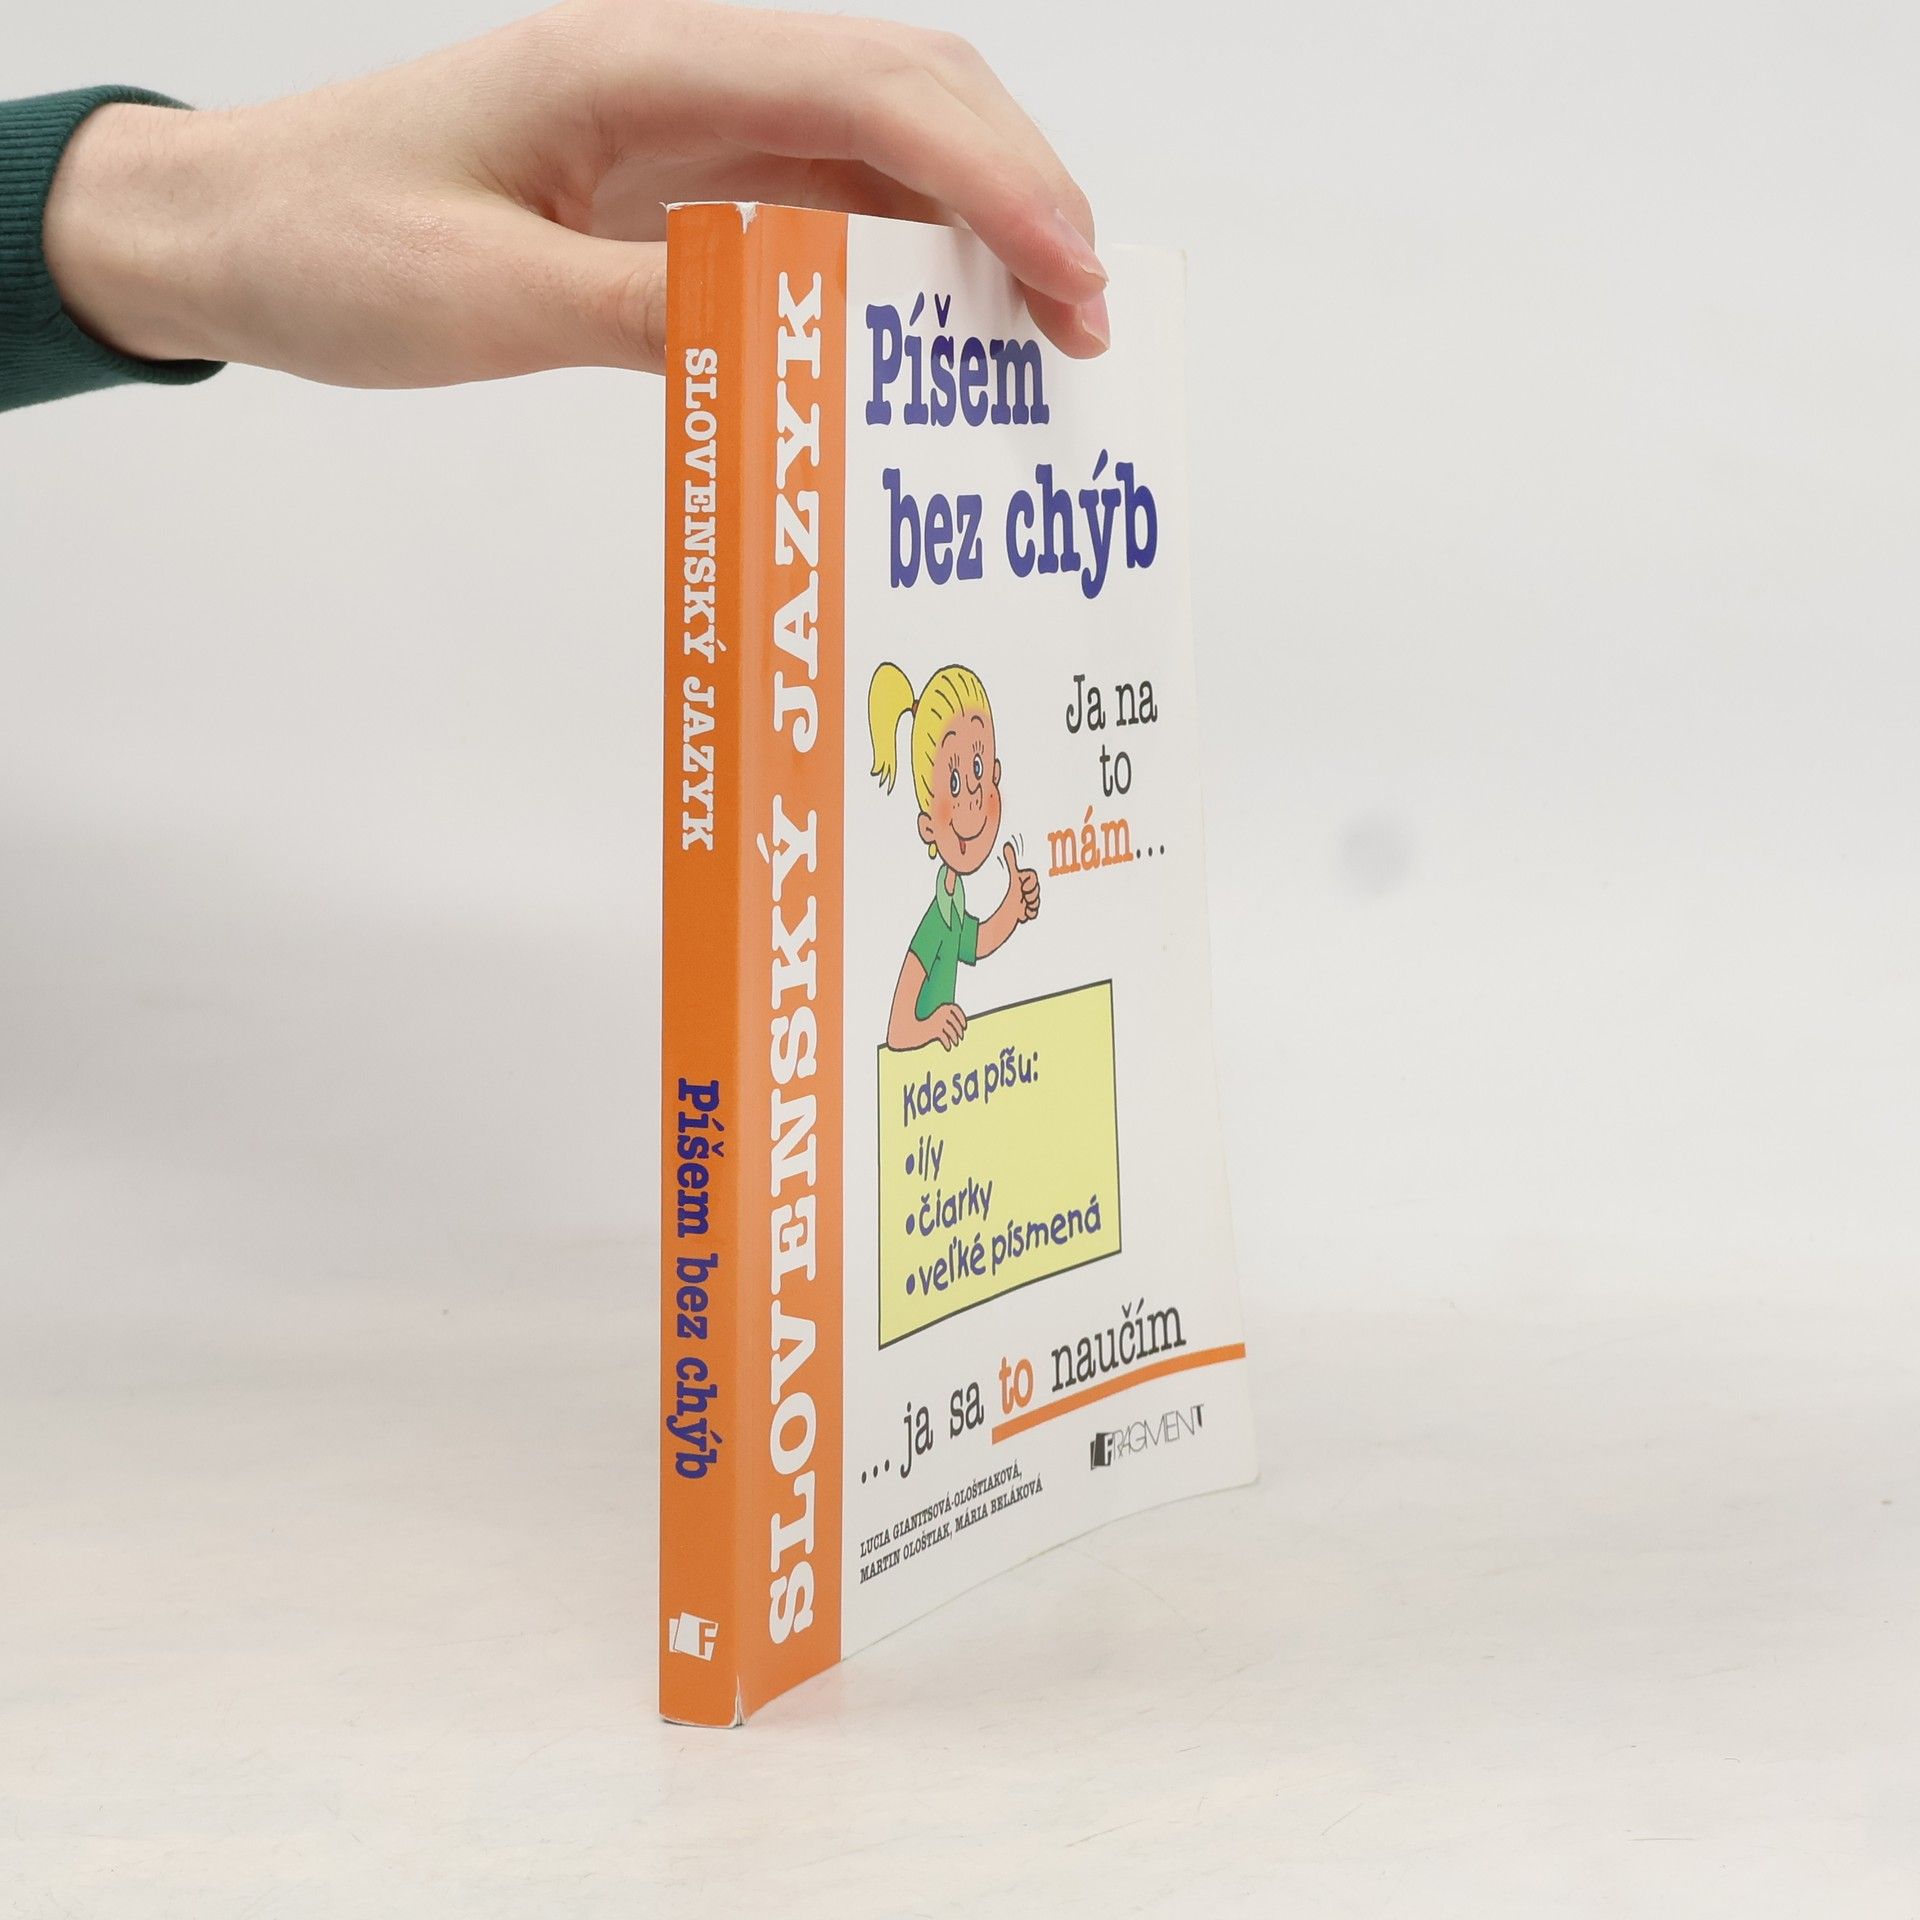 SLOVENSKÝ JAZYK
Píšem bez chýb
F
SLOVENSKÝ JAZYK
Píšem
bez chýb
Ja na
to
mám...
Kde sa píšu:
•i/y
•čiarky
•veľké písmená
...ja sa to naučím
FRAGMENT
LUCIA GIANITSOVÁ-OLOŠTIAKOVÁ,
MARTIN OLOŠTIAK, MÁRIA BELÁKOVÁ